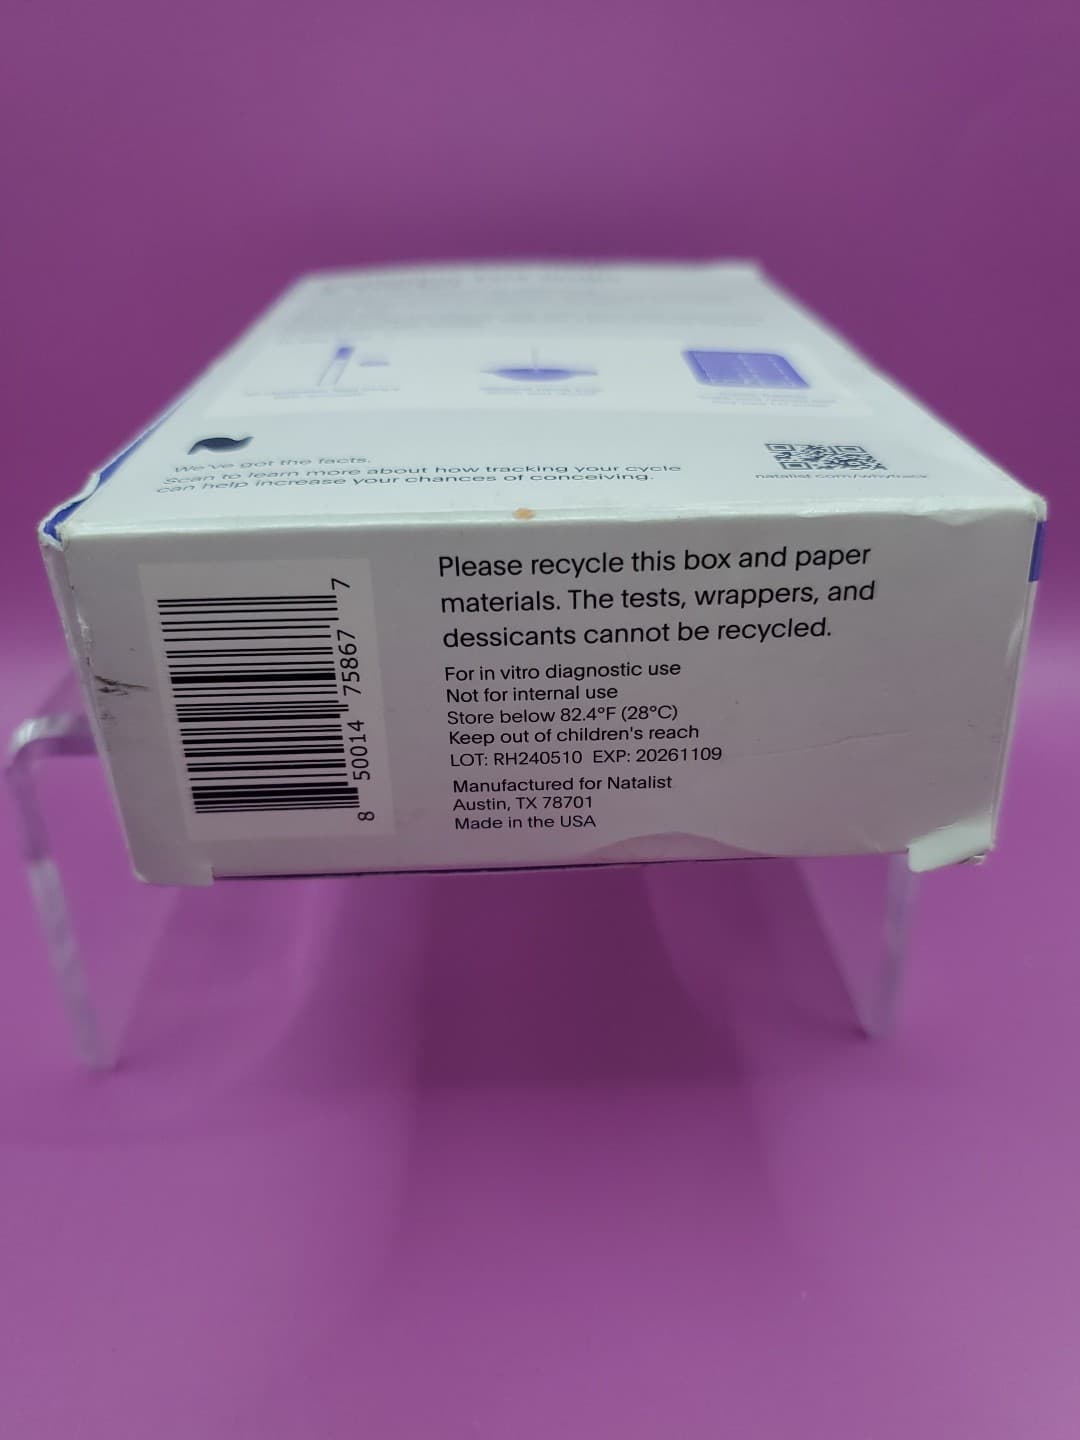 We've got the facts.
Scan to learn more about how tracking your cycle
can help increase your chances of conceiving.
natalist.com/whytrack
8 50014 75867 7
Please recycle this box and paper
materials. The tests, wrappers, and
dessicants cannot be recycled.
For in vitro diagnostic use
Not for internal use
Store below 82.4°F (28°C)
Keep out of children's reach
LOT: RH240510 EXP: 20261109
Manufactured for Natalist
Austin, TX 78701
Made in the USA